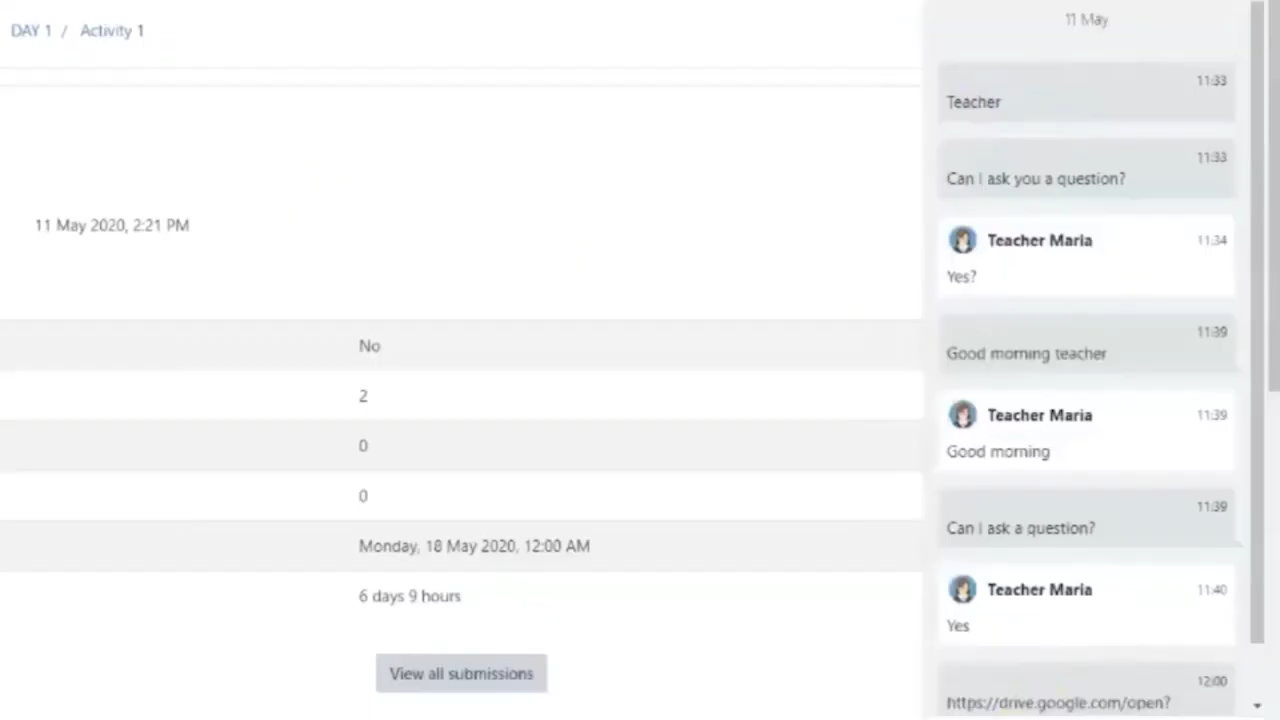 DAY 1 / Activity 1
11 May 2020, 2:21 PM
No
2
0
0
Monday, 18 May 2020, 12:00 AM
6 days 9 hours
View all submissions
11 May
11:33
Teacher
11:33
Can I ask you a question?
Teacher Maria 11:34
Yes?
11:39
Good morning teacher
Teacher Maria 11:39
Good morning
11:39
Can I ask a question?
Teacher Maria 11:40
Yes
12:00
https://drive.google.com/open?